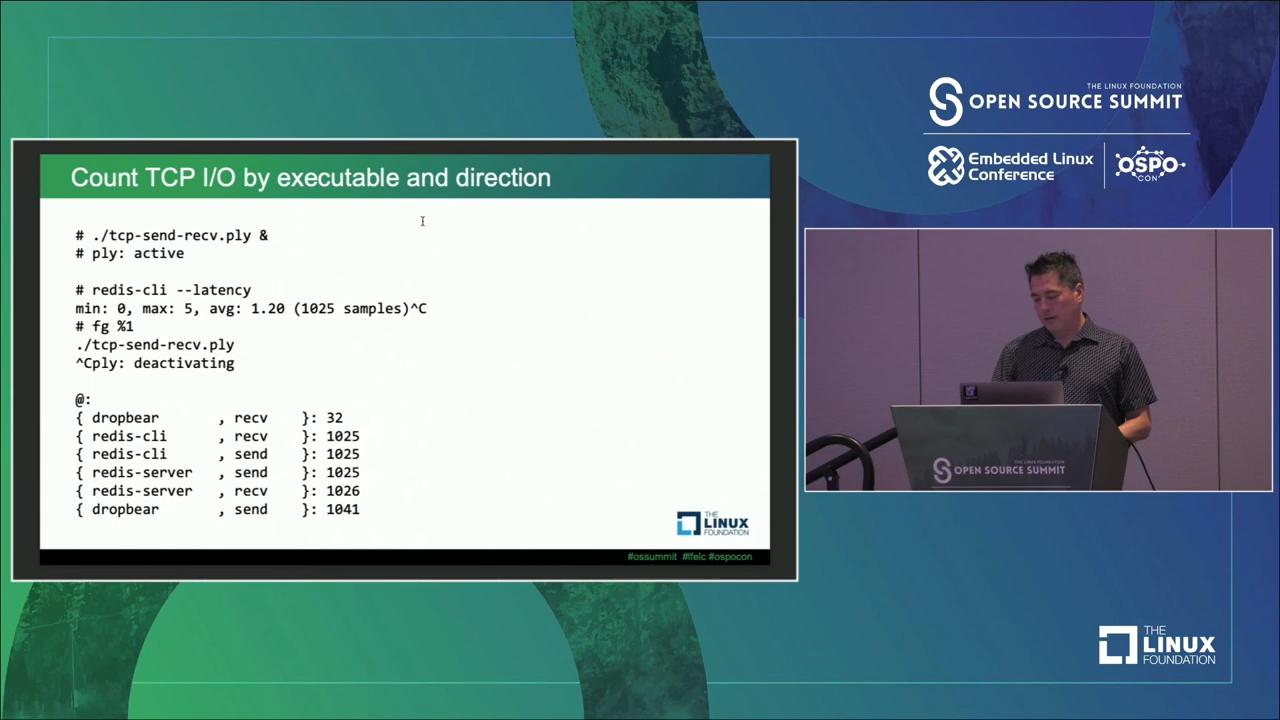 THE LINUX FOUNDATION
OPEN SOURCE SUMMIT
Embedded Linux
Conference
OSPO
CON
Count TCP I/O by executable and direction
# ./tcp-send-recv.ply &
# ply: active
# redis-cli --latency
min: 0, max: 5, avg: 1.20 (1025 samples)^C
# fg %1
./tcp-send-recv.ply
^Cply: deactivating
@:
{ dropbear , recv }: 32
{ redis-cli , recv }: 1025
{ redis-cli , send }: 1025
{ redis-server , send }: 1025
{ redis-server , recv }: 1026
{ dropbear , send }: 1041
THE
LINUX
FOUNDATION
#ossummit #lfelc #ospocon
THE LINUX FOUNDATION
OPEN SOURCE SUMMIT
THE
LINUX
FOUNDATION